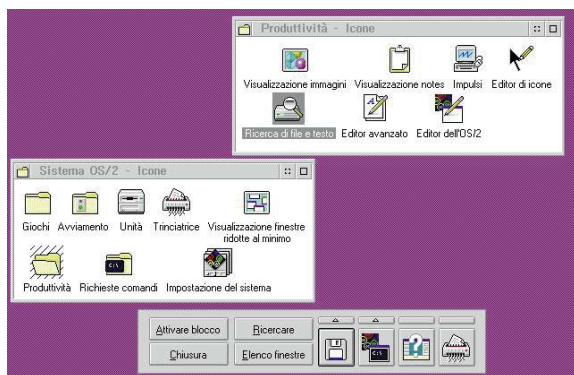 Produttività - Icone
Visualizzazione immagini Visualizzazione notes Impulsi Editor di icone
Ricerca di file e testo Editor avanzato Editor dell'OS/2
Sistema OS/2 - Icone
Giochi Avviamento Unità Trinciatrice Visualizzazione finestre
ridotte al minimo
Produttività Richieste comandi Impostazione del sistema
Attivare blocco Ricercare
Chiusura Elenco finestre